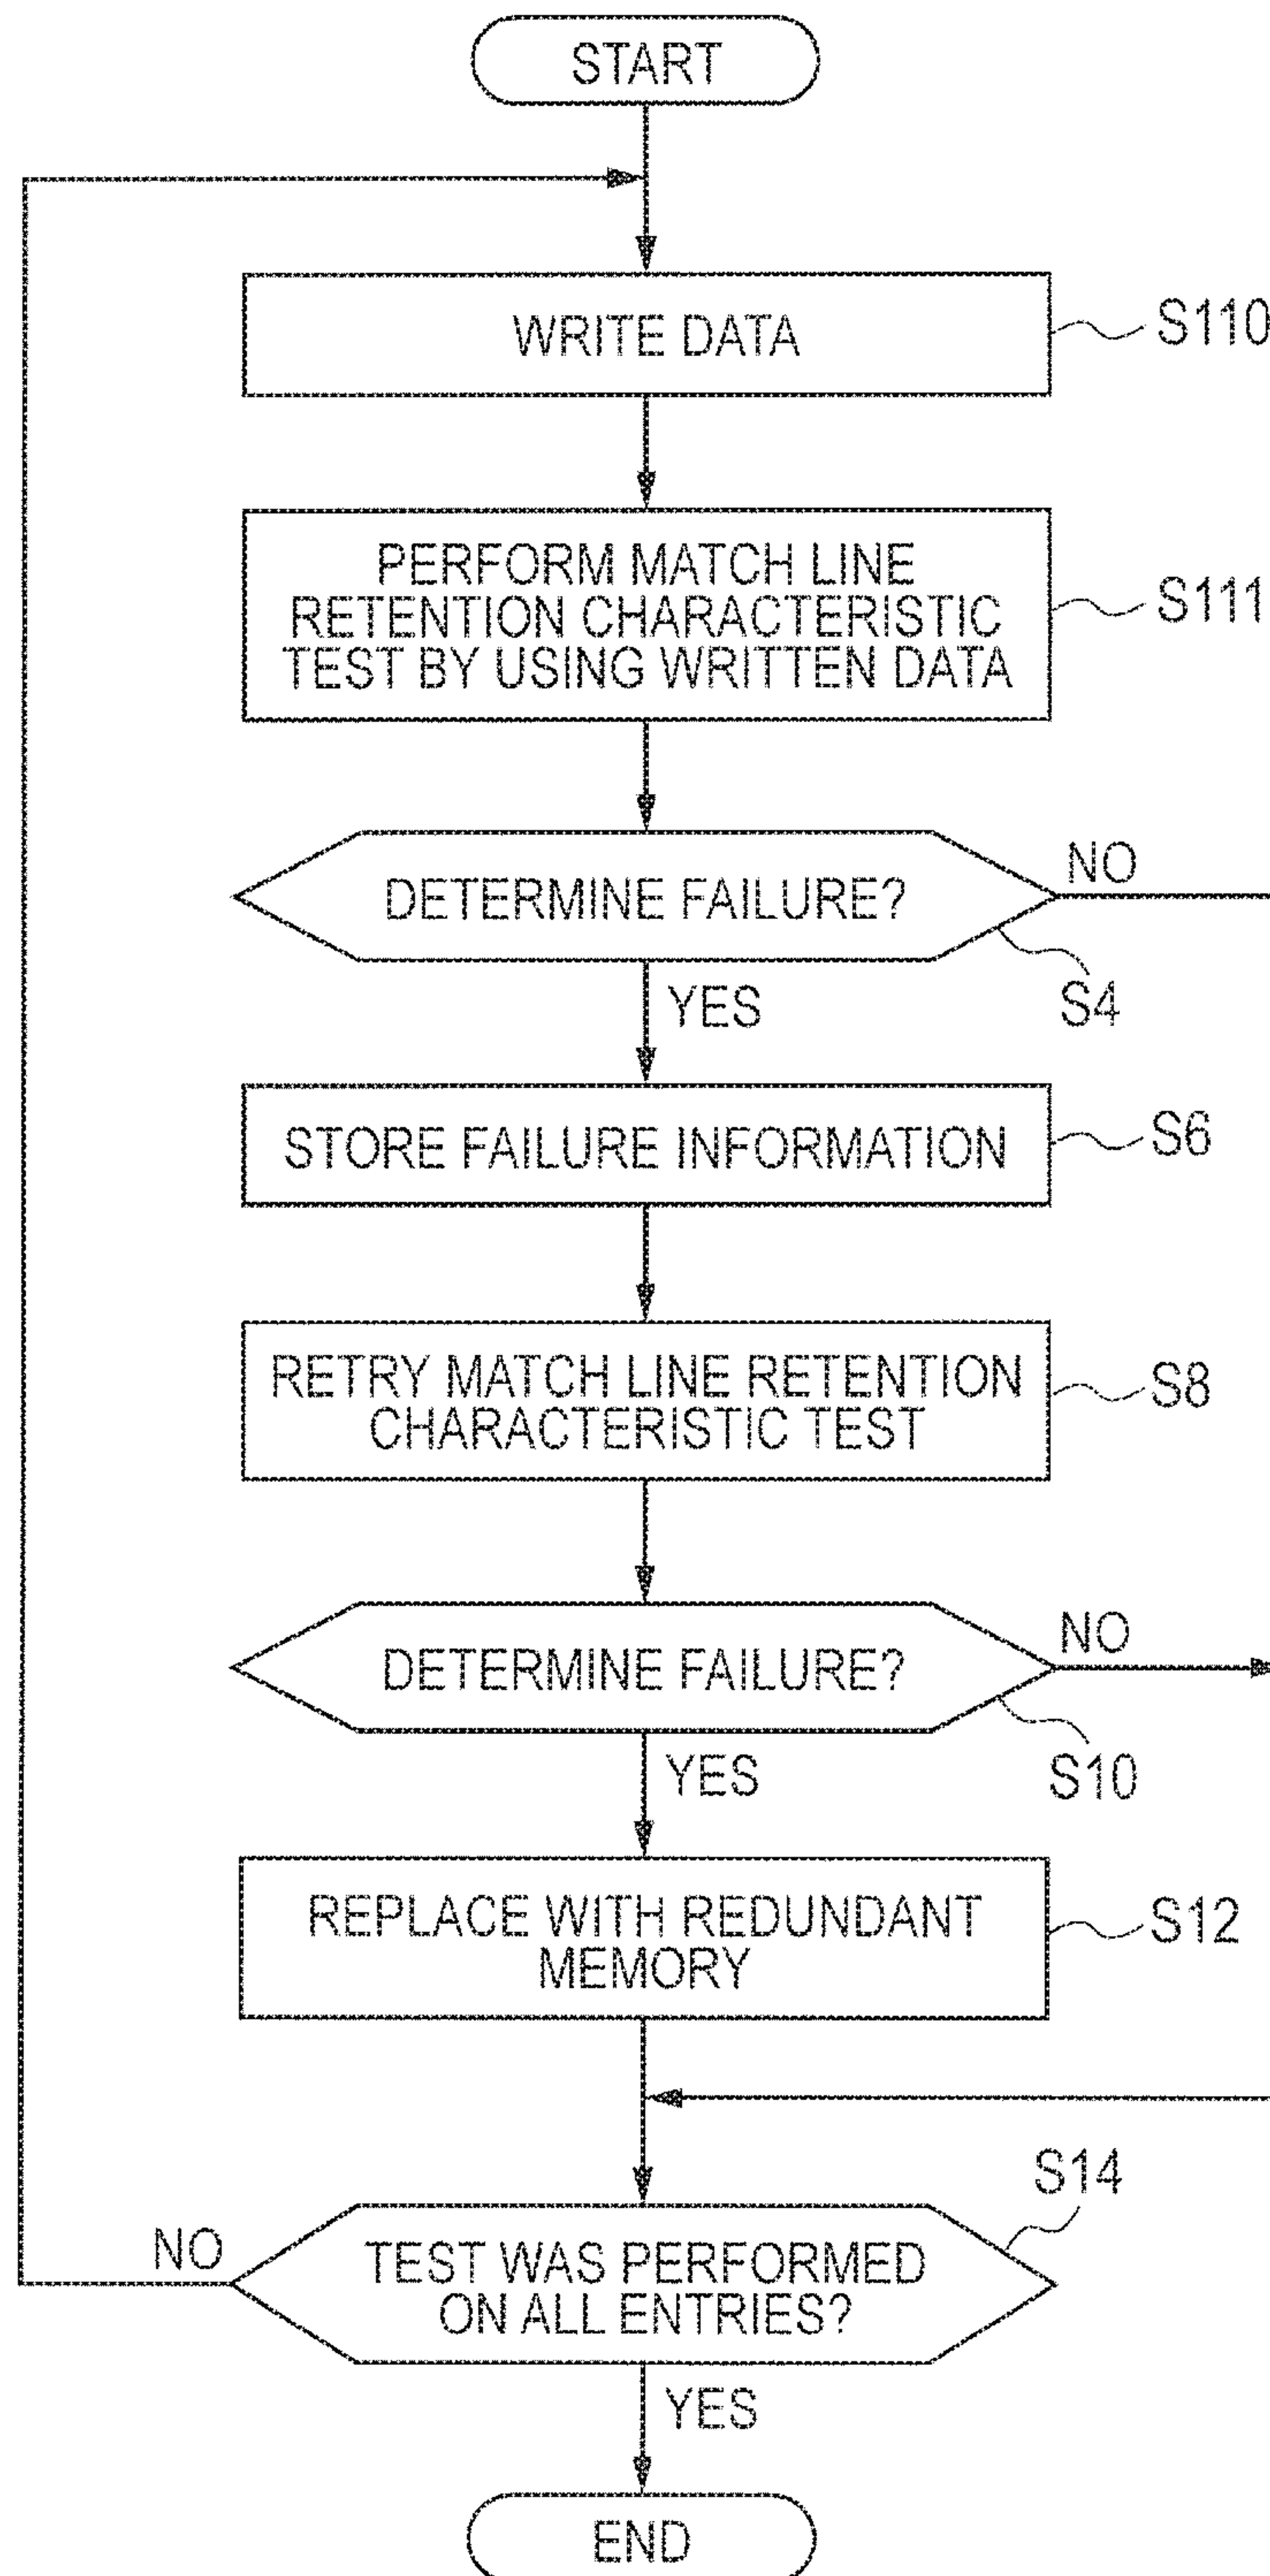 START
WRITE DATA
S110
PERFORM MATCH LINE
RETENTION CHARACTERISTIC
TEST BY USING WRITTEN DATA
S111
DETERMINE FAILURE?
NO
S4
YES
STORE FAILURE INFORMATION
S6
RETRY MATCH LINE RETENTION
CHARACTERISTIC TEST
S8
DETERMINE FAILURE?
NO
S10
YES
REPLACE WITH REDUNDANT
MEMORY
S12
S14
NO
TEST WAS PERFORMED
ON ALL ENTRIES?
YES
END